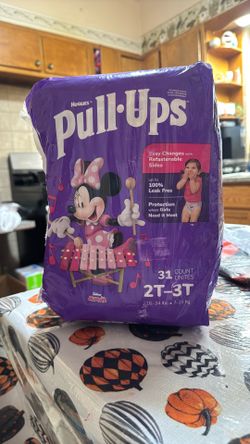 HUGGIES
Pull-Ups
Easy Changes with
Refastenable
Sides
up to
100%
Leak Free
Protection
where Girls
Need it Most
31 COUNT
UNITÉS
2T-3T